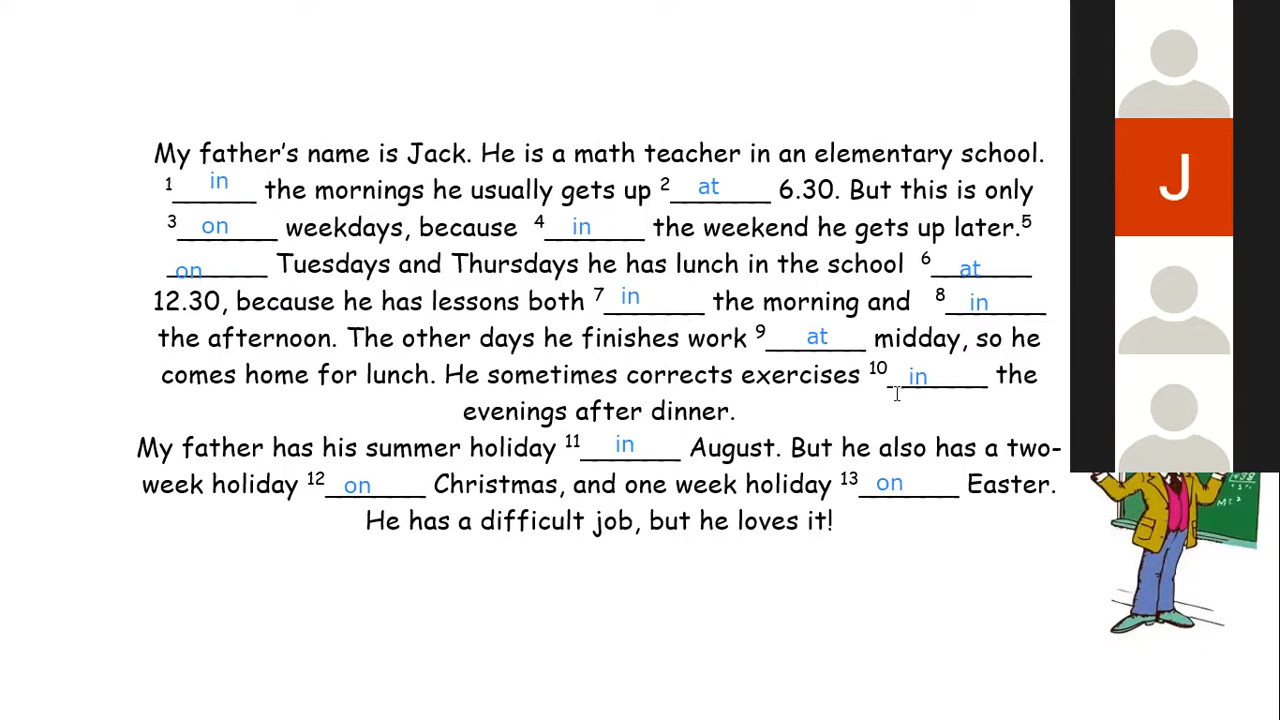 My father's name is Jack. He is a math teacher in an elementary school.
1 in the mornings he usually gets up 2 at 6.30. But this is only
3 on weekdays, because 4 in the weekend he gets up later.5
on Tuesdays and Thursdays he has lunch in the school 6 at
12.30, because he has lessons both 7 in the morning and 8 in
the afternoon. The other days he finishes work 9 at midday, so he
comes home for lunch. He sometimes corrects exercises 10 in the
evenings after dinner.
My father has his summer holiday 11 in August. But he also has a two-
week holiday 12 on Christmas, and one week holiday 13 on Easter.
He has a difficult job, but he loves it!
J